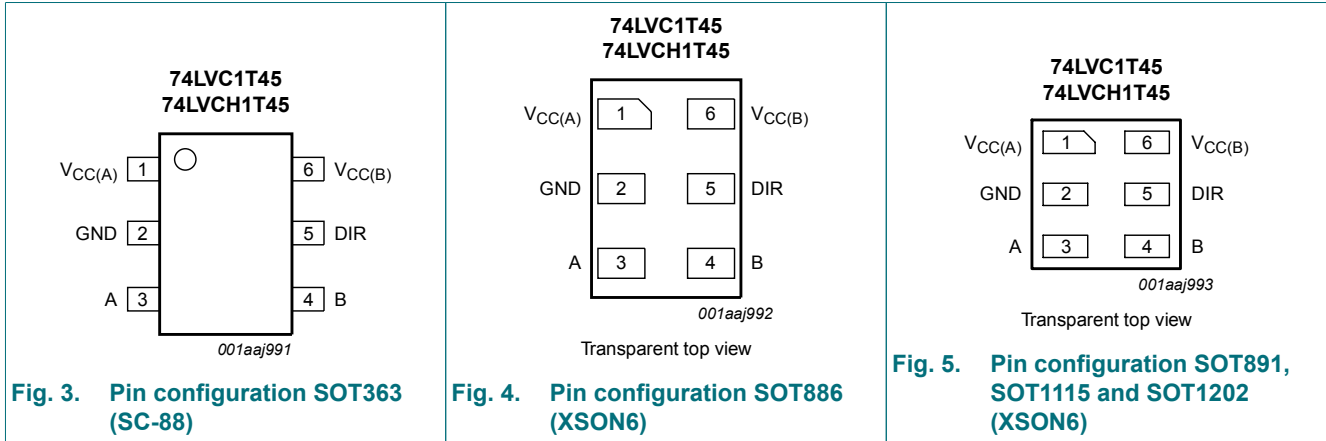 74LVC1T45
74LVCH1T45
VCC(A) 1 6 VCC(B)
GND 2 5 DIR
A 3 4 B
001aaj991
Fig. 3. Pin configuration SOT363
(SC-88)
74LVC1T45
74LVCH1T45
VCC(A) 1 6 VCC(B)
GND 2 5 DIR
A 3 4 B
001aaj992
Transparent top view
Fig. 4. Pin configuration SOT886
(XSON6)
74LVC1T45
74LVCH1T45
VCC(A) 1 6 VCC(B)
GND 2 5 DIR
A 3 4 B
001aaj993
Transparent top view
Fig. 5. Pin configuration SOT891,
SOT1115 and SOT1202
(XSON6)